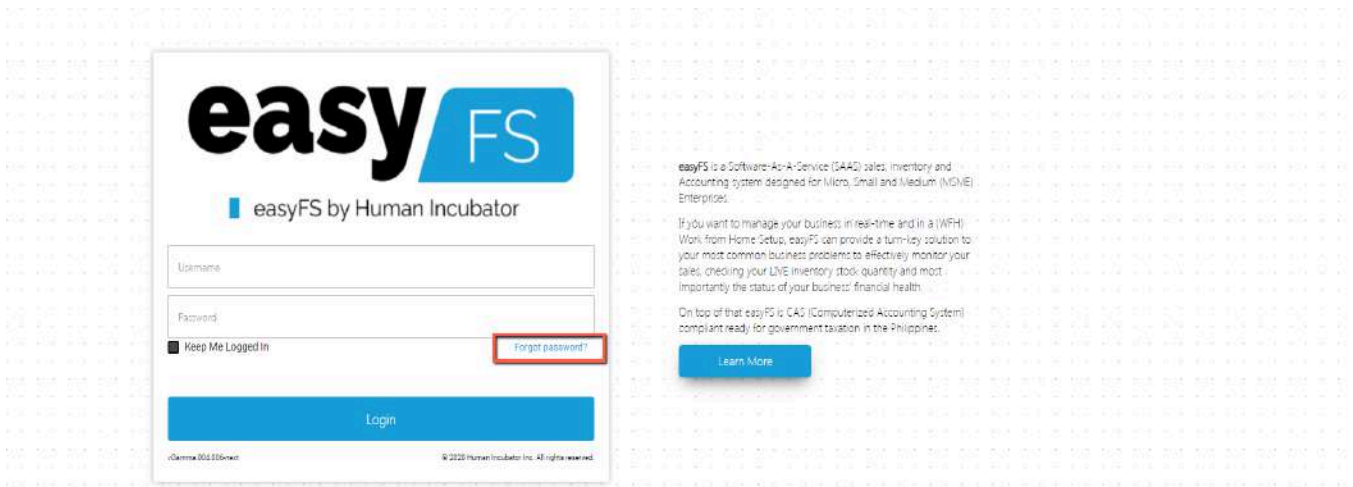 easy FS
easyFS by Human Incubator
Username
Password
Keep Me Logged In
Forgot password?
Login
© 2020 Human Incubator Inc. All rights reserved.
easyFS is a Software-As-A-Service (SAAS) sales, inventory and
Accounting system designed for Micro, Small and Medium (MSME)
Enterprises.
If you want to manage your business in real-time and in a (WFH)
Work from Home Setup, easyFS can provide a turn-key solution to
your most common business problems to effectively monitor your
sales, checking your LIVE inventory stock quantity and most
importantly the status of your business' financial health.
On top of that easyFS is CAS (Computerized Accounting System)
compliant ready for government taxation in the Philippines.
Learn More